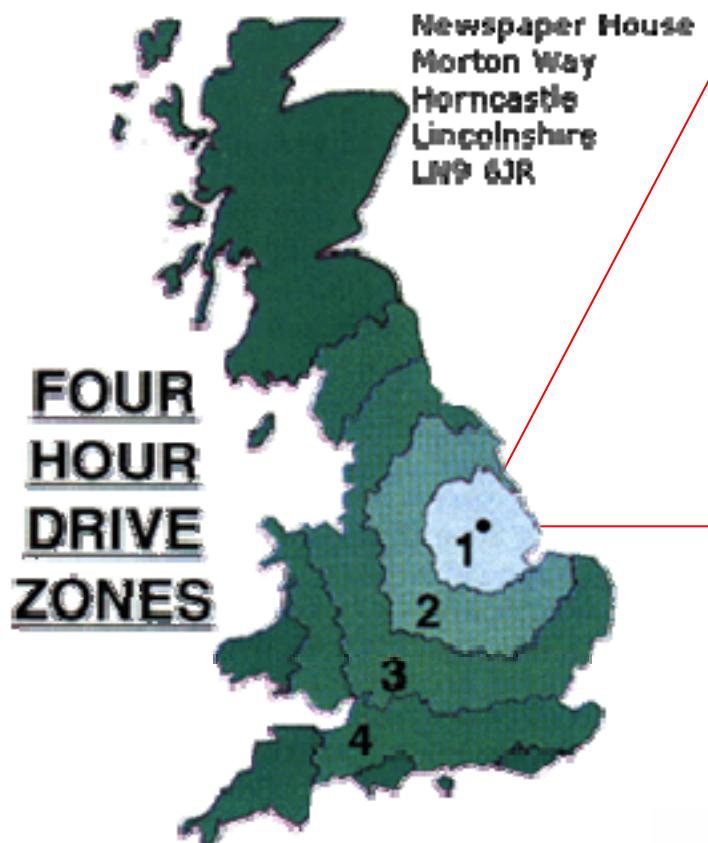 Newspaper House
Morton Way
Horncastle
Lincolnshire
LN9 6JR
FOUR
HOUR
DRIVE
ZONES
1
2
3
4